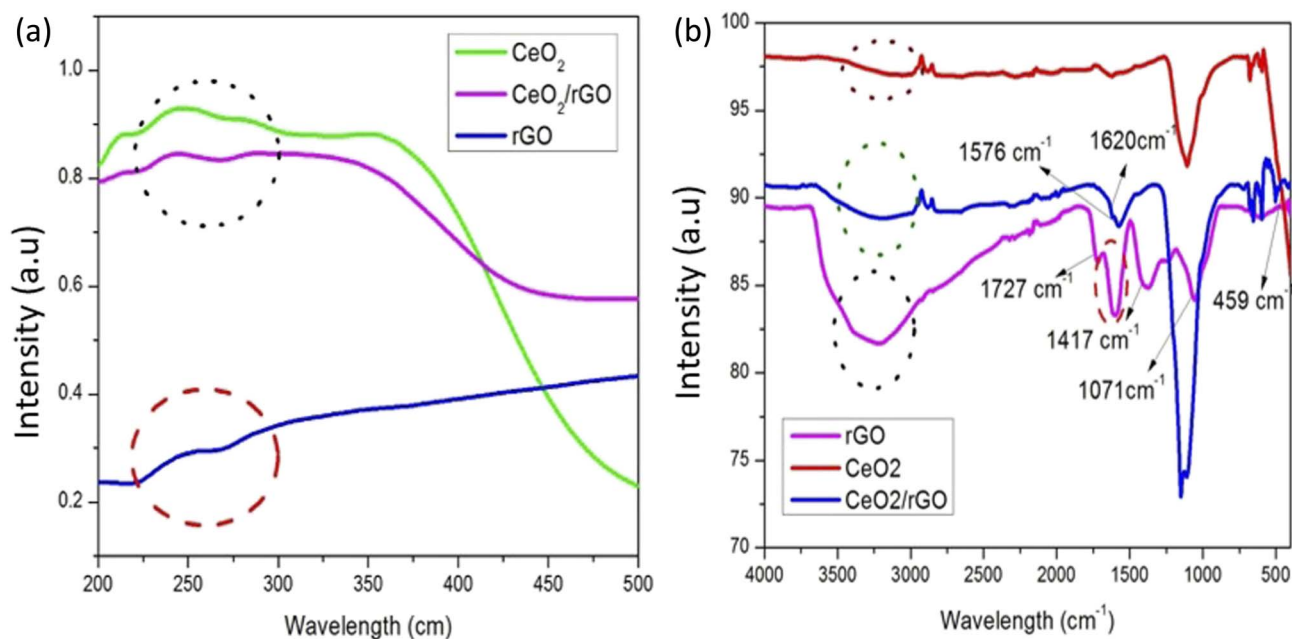 (a)
Intensity (a.u)
1.0
0.8
0.6
0.4
0.2
CeO₂
CeO₂/rGO
rGO
200 250 300 350 400 450 500
Wavelength (cm)
(b)
Intensity (a.u)
100
95
90
85
80
75
70
1576 cm⁻¹
1620cm⁻¹
1727 cm⁻¹
1417 cm⁻¹
1071cm⁻¹
459 cm⁻¹
rGO
CeO2
CeO2/rGO
4000 3500 3000 2500 2000 1500 1000 500
Wavelength (cm⁻¹)